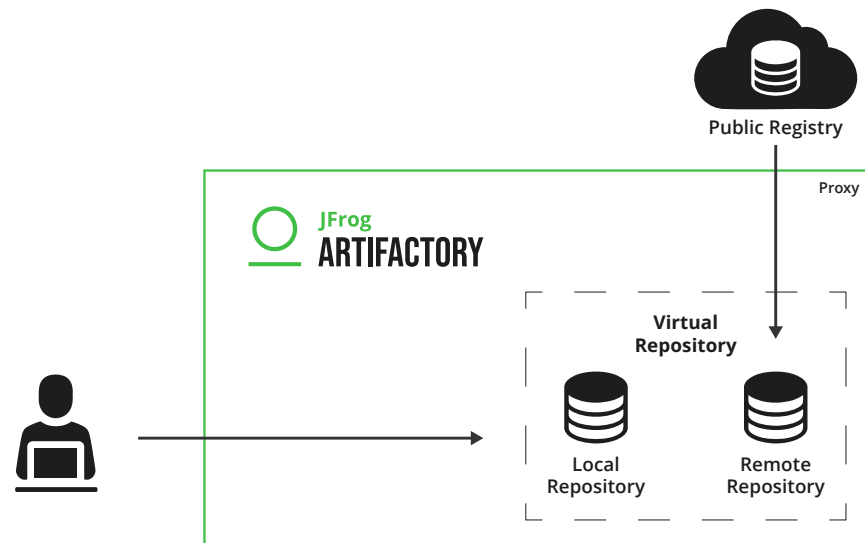 Public Registry
Proxy
JFrog
ARTIFACTORY
Virtual
Repository
Local
Repository
Remote
Repository